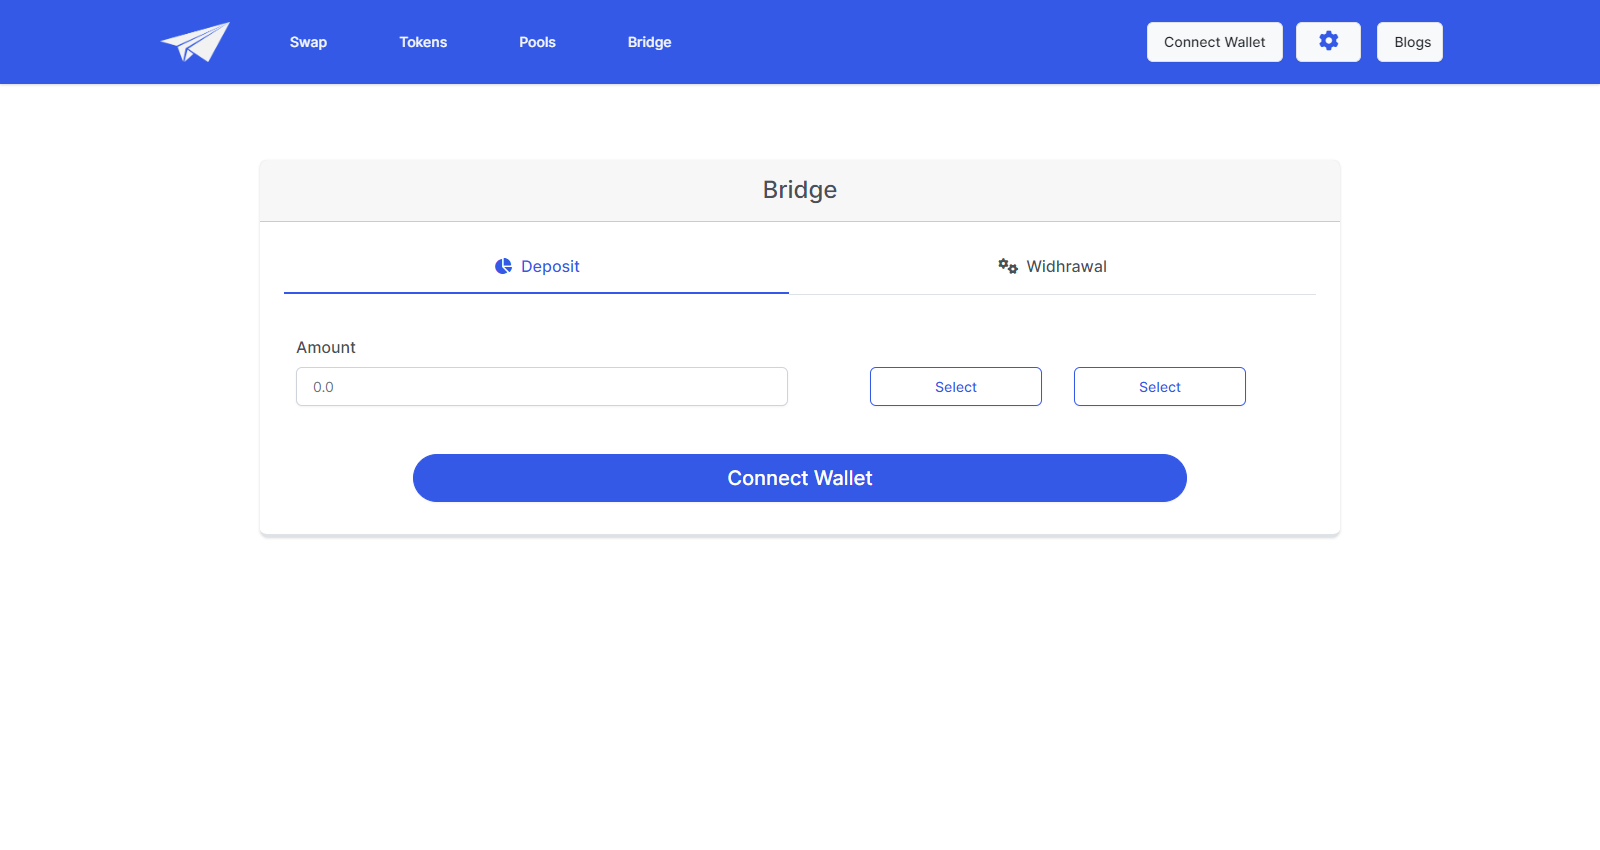 Swap Tokens Pools Bridge Connect Wallet Blogs
Bridge
Deposit Widhrawal
Amount
0.0 Select Select
Connect Wallet